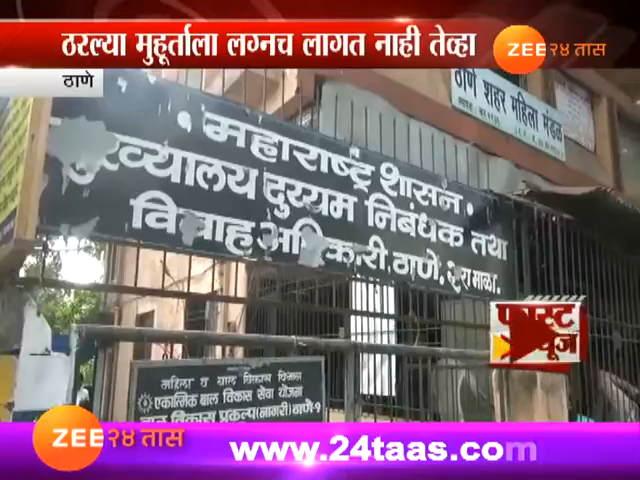 ठरल्या मुहूर्ताला लग्नच लागत नाही तेव्हा
ZEE २४ तास
ठाणे
ठाणे शहर महिला मंडळ
महाराष्ट्र शासन.
दुय्यम निबंधक तथा
विवाह अधिकारी, ठाणे. २रा माळा.
फास्ट
न्यूज
महिला व बाल विकास विभाग
एकात्मिक बाल विकास सेवा योजना
बाल विकास प्रकल्प (नागरी) ठाणे-१
ZEE २४ तास
www.24taas.com